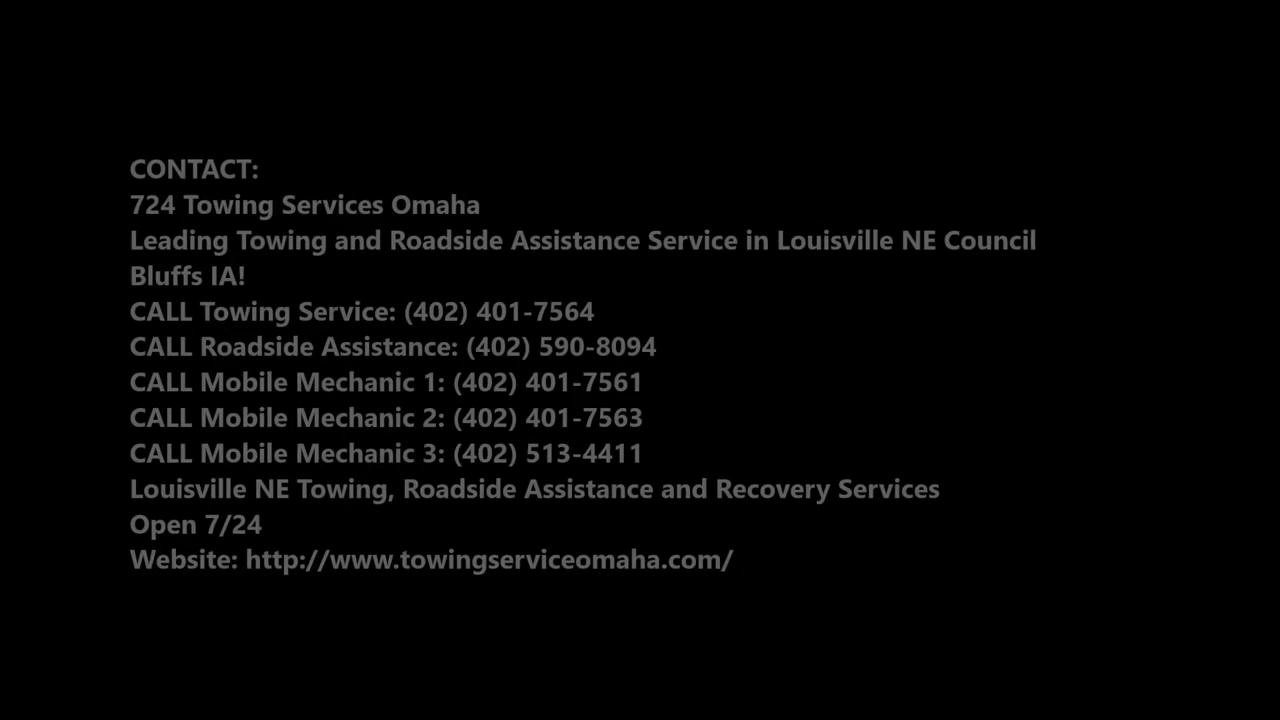 CONTACT:
724 Towing Services Omaha
Leading Towing and Roadside Assistance Service in Louisville NE Council
Bluffs IA!
CALL Towing Service: (402) 401-7564
CALL Roadside Assistance: (402) 590-8094
CALL Mobile Mechanic 1: (402) 401-7561
CALL Mobile Mechanic 2: (402) 401-7563
CALL Mobile Mechanic 3: (402) 513-4411
Louisville NE Towing, Roadside Assistance and Recovery Services
Open 7/24
Website: http://www.towingserviceomaha.com/